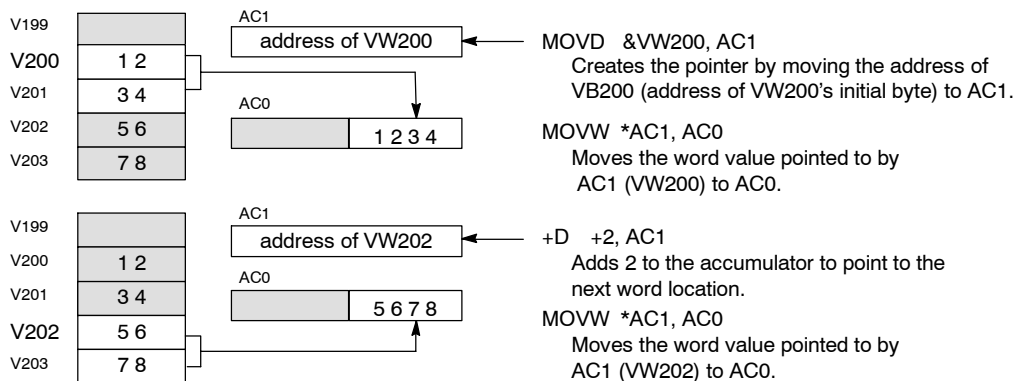 V199
V200
1 2
V201
3 4
V202
5 6
V203
7 8
AC1
address of VW200
AC0
1 2 3 4
MOVD &VW200, AC1
Creates the pointer by moving the address of
VB200 (address of VW200's initial byte) to AC1.
MOVW *AC1, AC0
Moves the word value pointed to by
AC1 (VW200) to AC0.
V199
V200
1 2
V201
3 4
V202
5 6
V203
7 8
AC1
address of VW202
AC0
5 6 7 8
+D +2, AC1
Adds 2 to the accumulator to point to the
next word location.
MOVW *AC1, AC0
Moves the word value pointed to by
AC1 (VW202) to AC0.